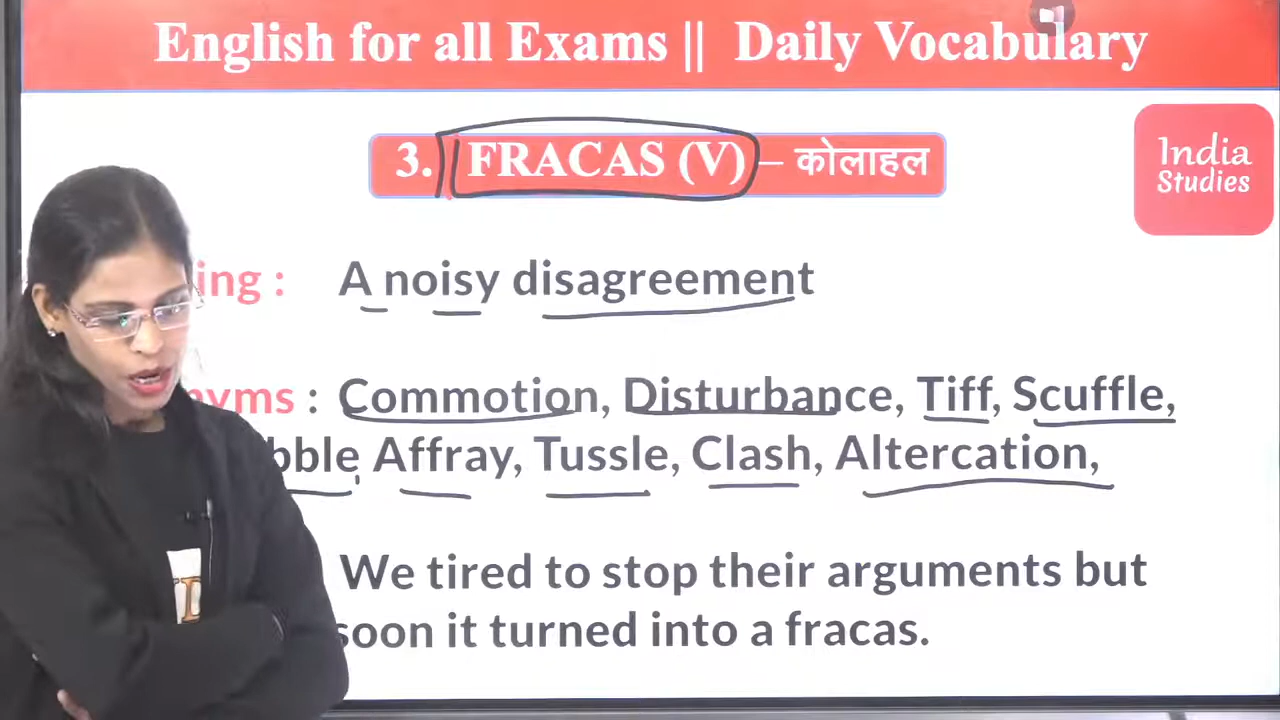 English for all Exams || Daily Vocabulary
3. FRACAS (V) – कोलाहल
India
Studies
ing : A noisy disagreement
nyms : Commotion, Disturbance, Tiff, Scuffle,
bble, Affray, Tussle, Clash, Altercation,
We tired to stop their arguments but
soon it turned into a fracas.